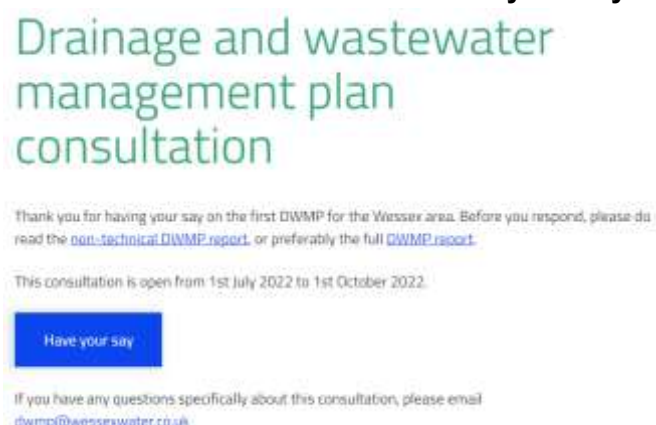 Drainage and wastewater
management plan
consultation
Thank you for having your say on the first DWMP for the Wessex area. Before you respond, please do
read the non-technical DWMP report, or preferably the full DWMP report.
This consultation is open from 1st July 2022 to 1st October 2022.
Have your say
If you have any questions specifically about this consultation, please email
dwmp@wessexwater.co.uk